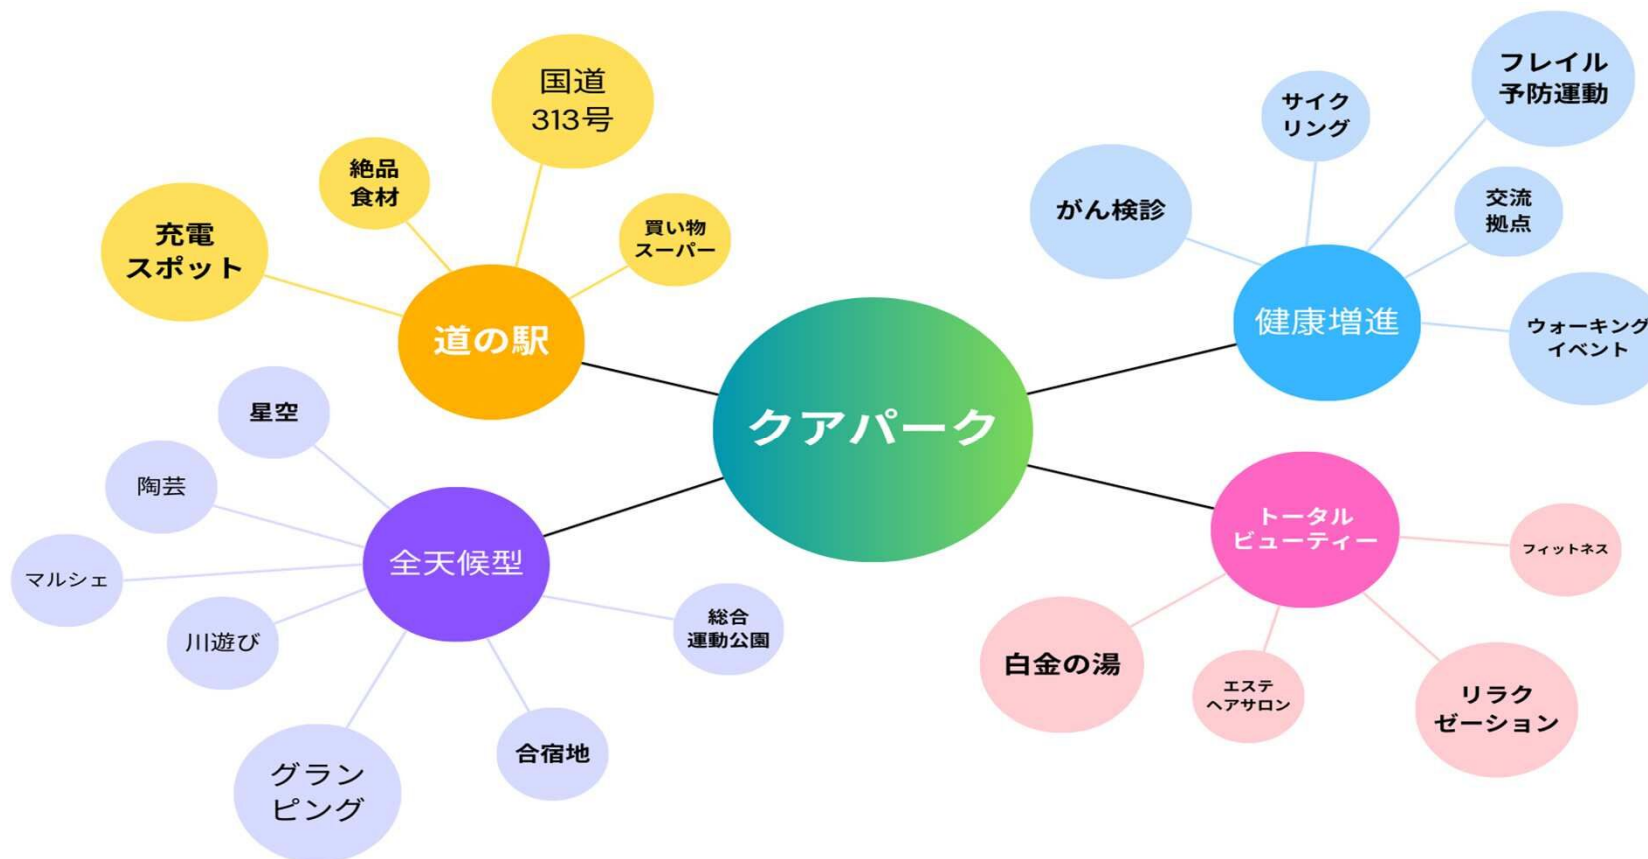 クアパーク
道の駅
国道
313号
絶品
食材
買い物
スーパー
充電
スポット
健康増進
フレイル
予防運動
サイク
リング
がん検診
交流
拠点
ウォーキング
イベント
全天候型
星空
陶芸
マルシェ
川遊び
グラン
ピング
合宿地
総合
運動公園
トータル
ビューティー
フィットネス
白金の湯
エステ
ヘアサロン
リラク
ゼーション